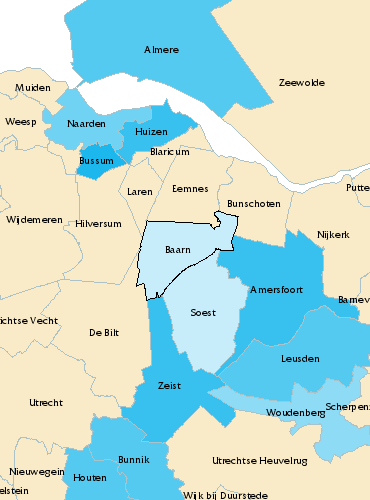 Almere
Zeewolde
Muiden
Weesp
Naarden
Huizen
Blaricum
Bussum
Laren
Eemnes
Putte
Bunschoten
Wijdemeren
Hilversum
Nijkerk
Baarn
Amersfoort
Barnev
Soest
ichtse Vecht
De Bilt
Leusden
Zeist
Utrecht
Woudenberg
Scherpenz
Bunnik
Utrechtse Heuvelrug
Nieuwegein
Houten
elstein
Wijk bij Duurstede